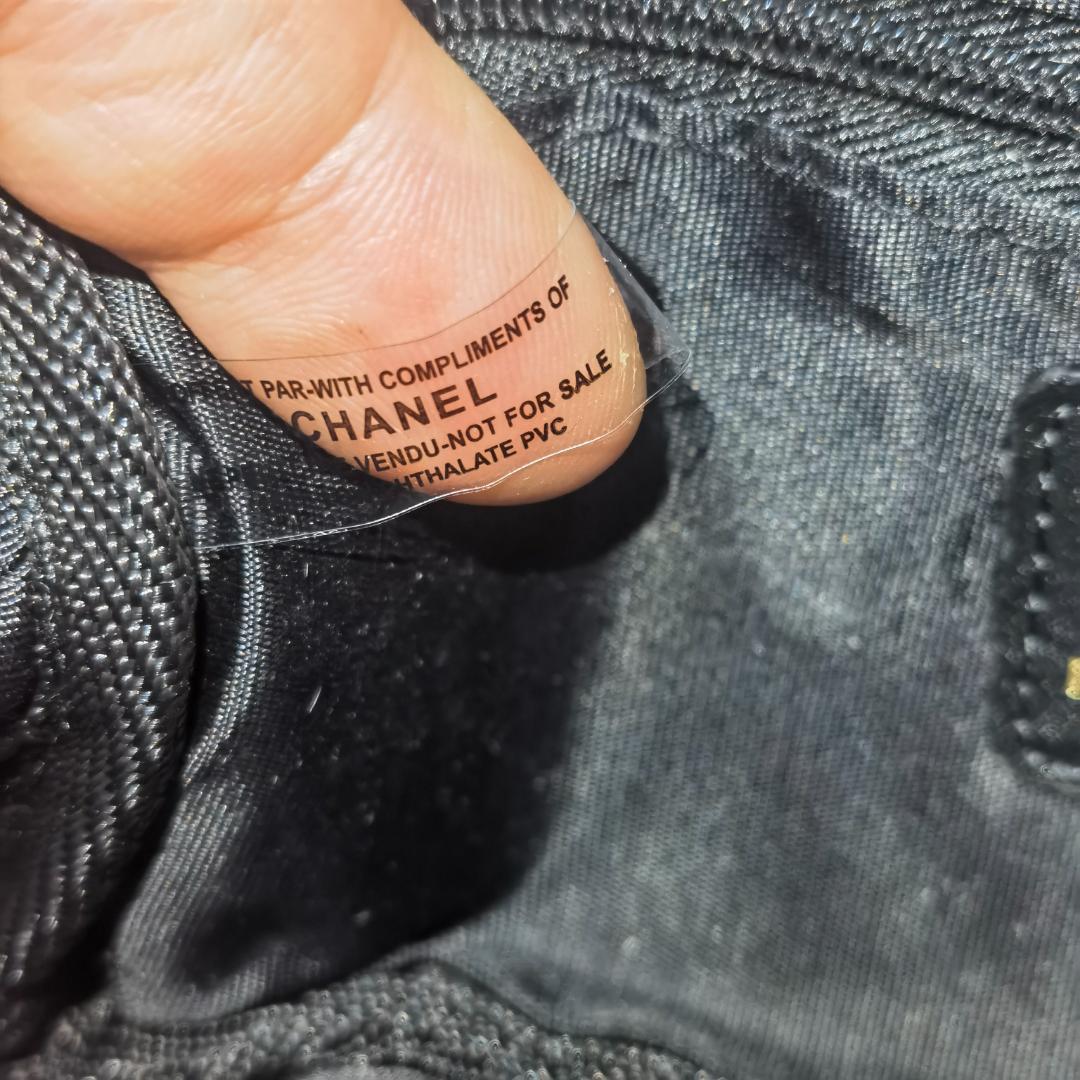 T PAR-WITH COMPLIMENTS OF
CHANEL
VENDU-NOT FOR SALE
HTHALATE PVC